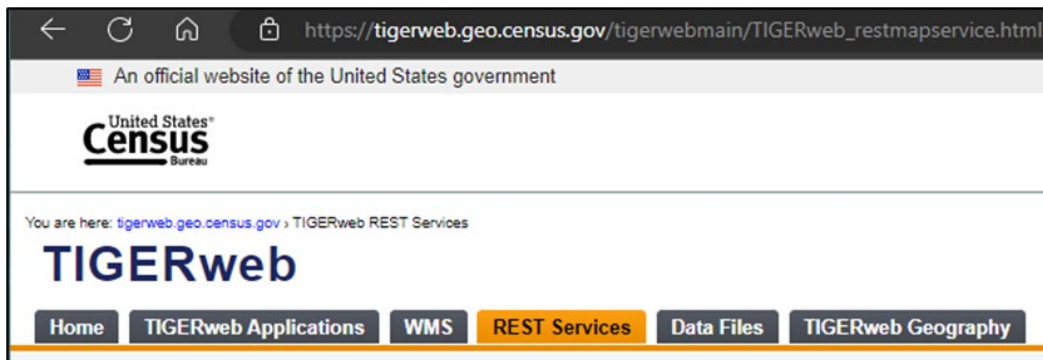 https://tigerweb.geo.census.gov/tigerwebmain/TIGERweb_restmapservice.html
An official website of the United States government
United States®
Census
Bureau
You are here: tigerweb.geo.census.gov › TIGERweb REST Services
TIGERweb
Home TIGERweb Applications WMS REST Services Data Files TIGERweb Geography